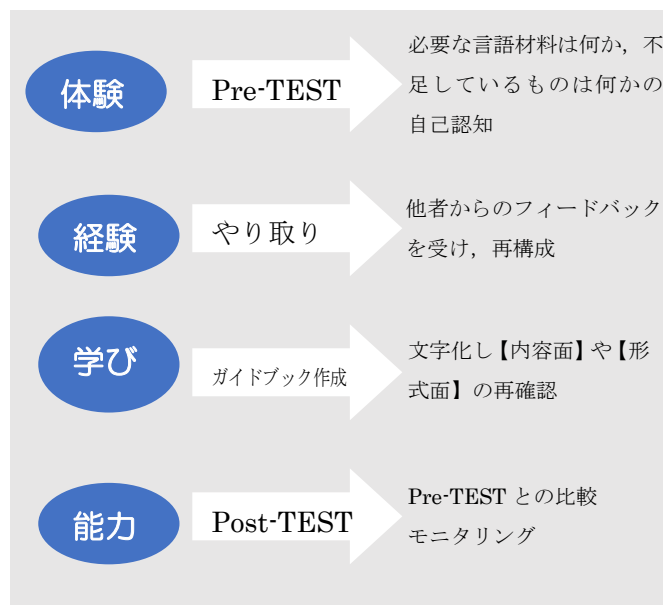 体験
Pre-TEST
必要な言語材料は何か，不
足しているものは何かの
自己認知
経験
やり取り
他者からのフィードバック
を受け，再構成
学び
ガイドブック作成
文字化し【内容面】や【形
式面】の再確認
能力
Post-TEST
Pre-TEST との比較
モニタリング